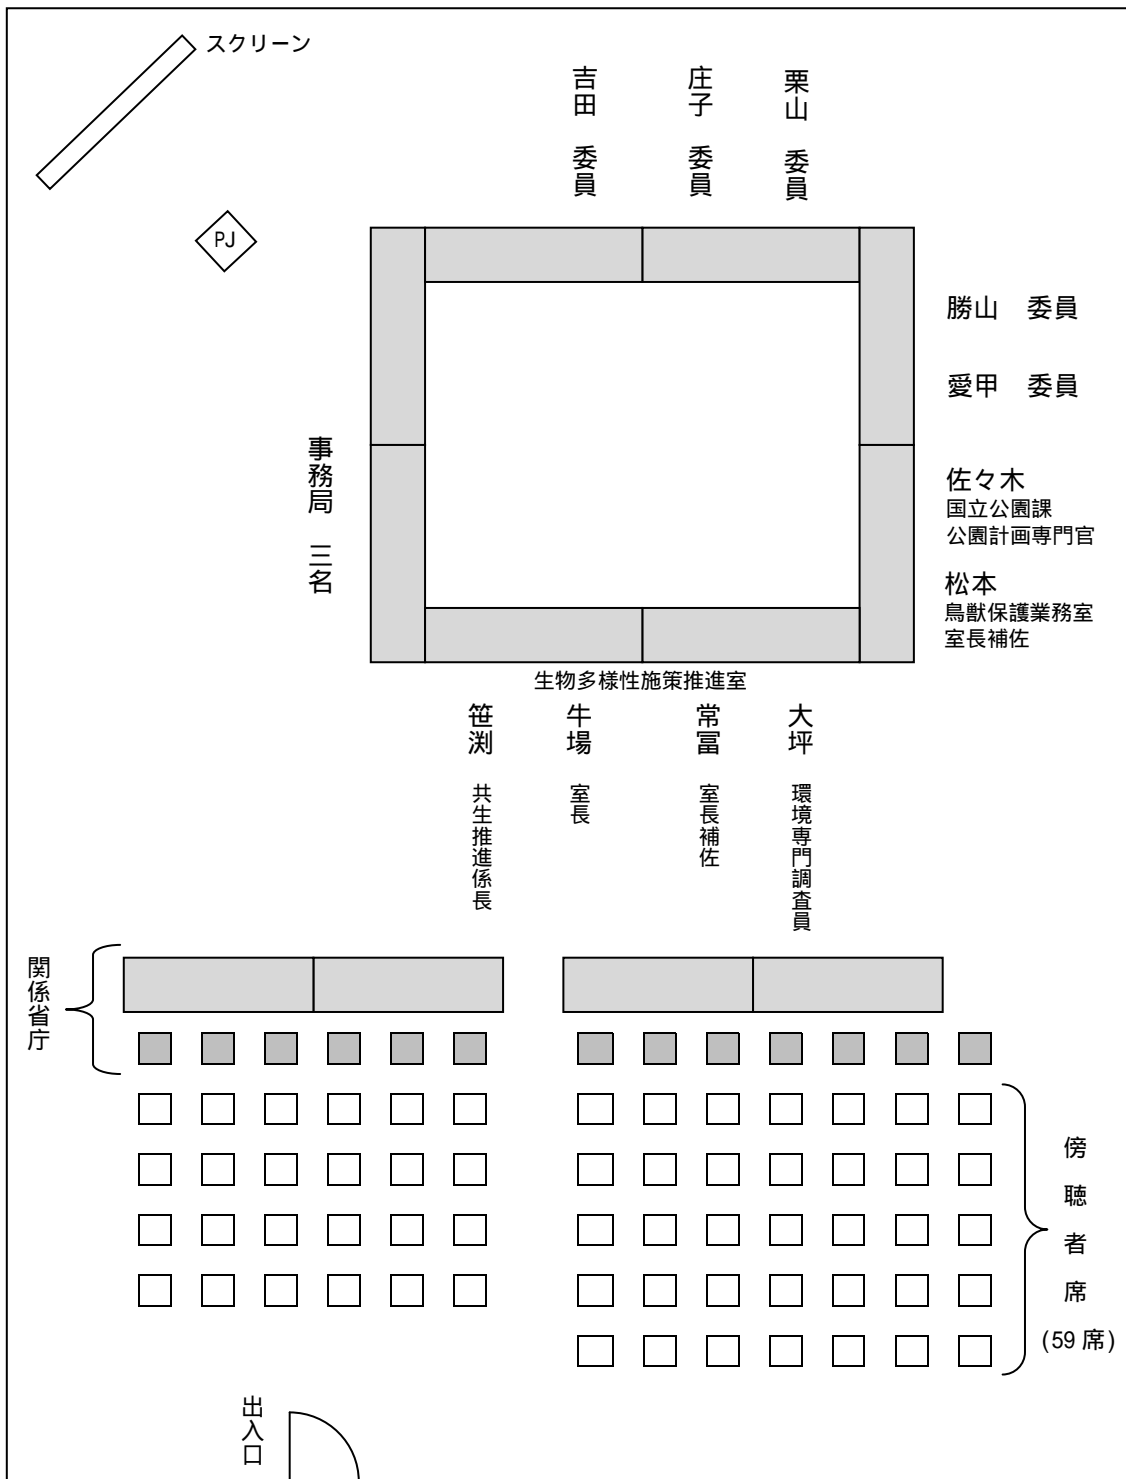 スクリーン
吉田　委員
庄子　委員
栗山　委員
PJ
勝山　委員
愛甲　委員
佐々木
国立公園課
公園計画専門官
松本
鳥獣保護業務室
室長補佐
事務局　三名
生物多様性施策推進室
笹渕　共生推進係長
牛場　室長
常冨　室長補佐
大坪　環境専門調査員
関係省庁
傍聴者席
(59 席)
出入口